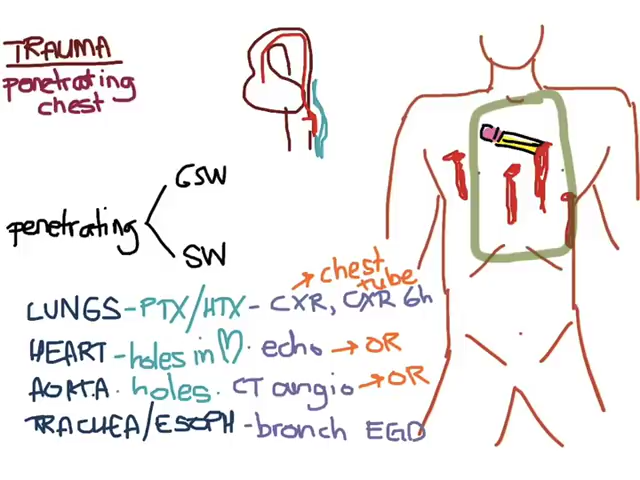 TRAUMA
penetrating
chest
GSW
penetrating
SW
chest
tube
LUNGS - PTX/HTX - CXR, CXR 6h
HEART - holes in ♡ · echo → OR
AORTA · holes · CT angio → OR
TRACHEA/ESOPH - bronch EGD